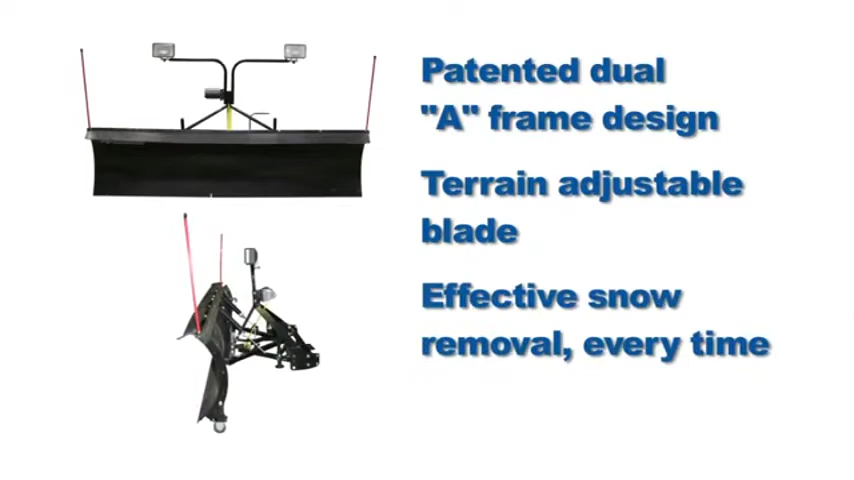 Patented dual
"A" frame design
Terrain adjustable
blade
Effective snow
removal, every time